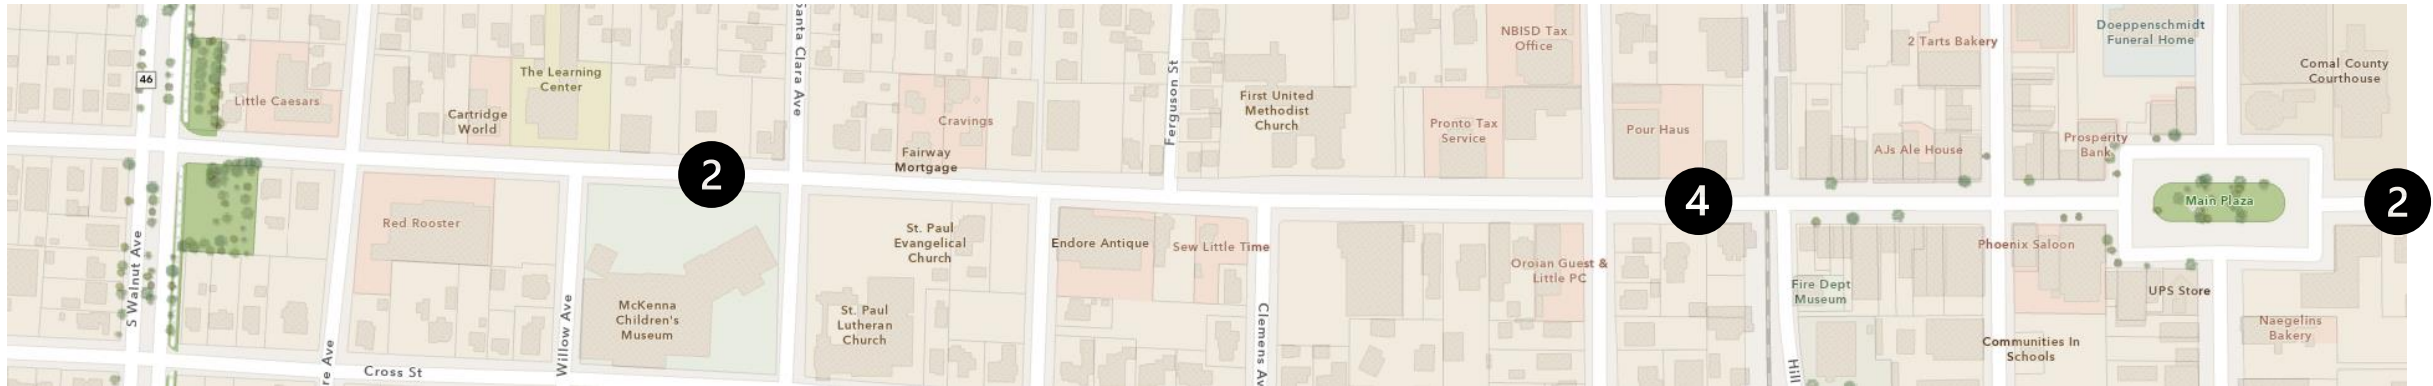 46
Little Caesars
The Learning
Center
Cartridge
World
Santa Clara Ave
2
Cravings
Fairway
Mortgage
Ferguson St
First United
Methodist
Church
NBISD Tax
Office
Pronto Tax
Service
Pour Haus
2 Tarts Bakery
AJs Ale House
Doeppenschmidt
Funeral Home
Prosperity
Bank
Comal County
Courthouse
4
Main Plaza
2
S Walnut Ave
Red Rooster
re Ave
Cross St
Willow Ave
McKenna
Children's
Museum
St. Paul
Evangelical
Church
St. Paul
Lutheran
Church
Endore Antique
Sew Little Time
Clemens Av
Oroian Guest &
Little PC
Fire Dept
Museum
Hill
Phoenix Saloon
UPS Store
Communities In
Schools
Naegelins
Bakery